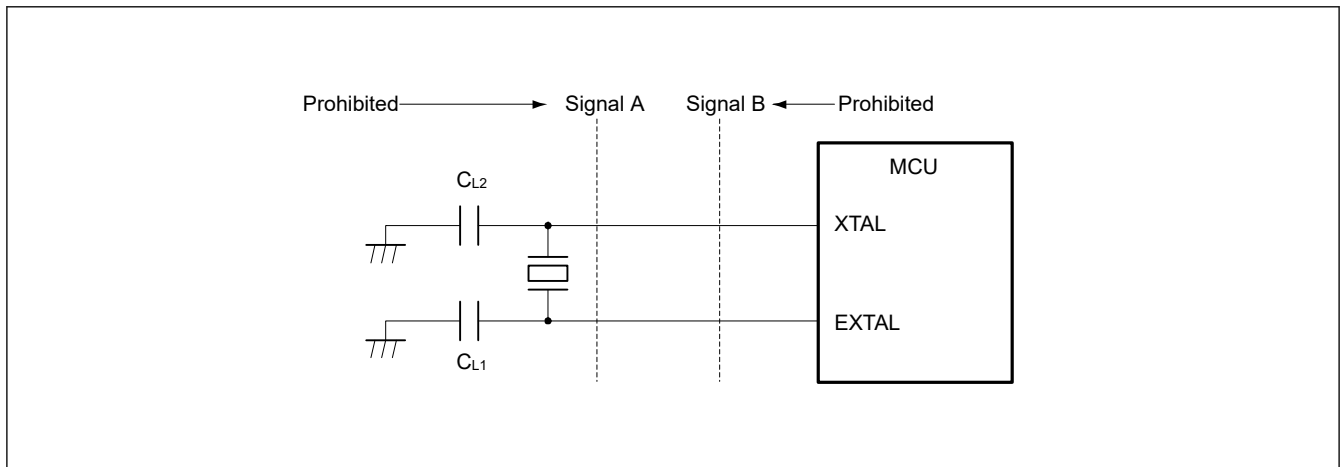 Prohibited Signal A Signal B Prohibited
MCU
CL2
XTAL
EXTAL
CL1